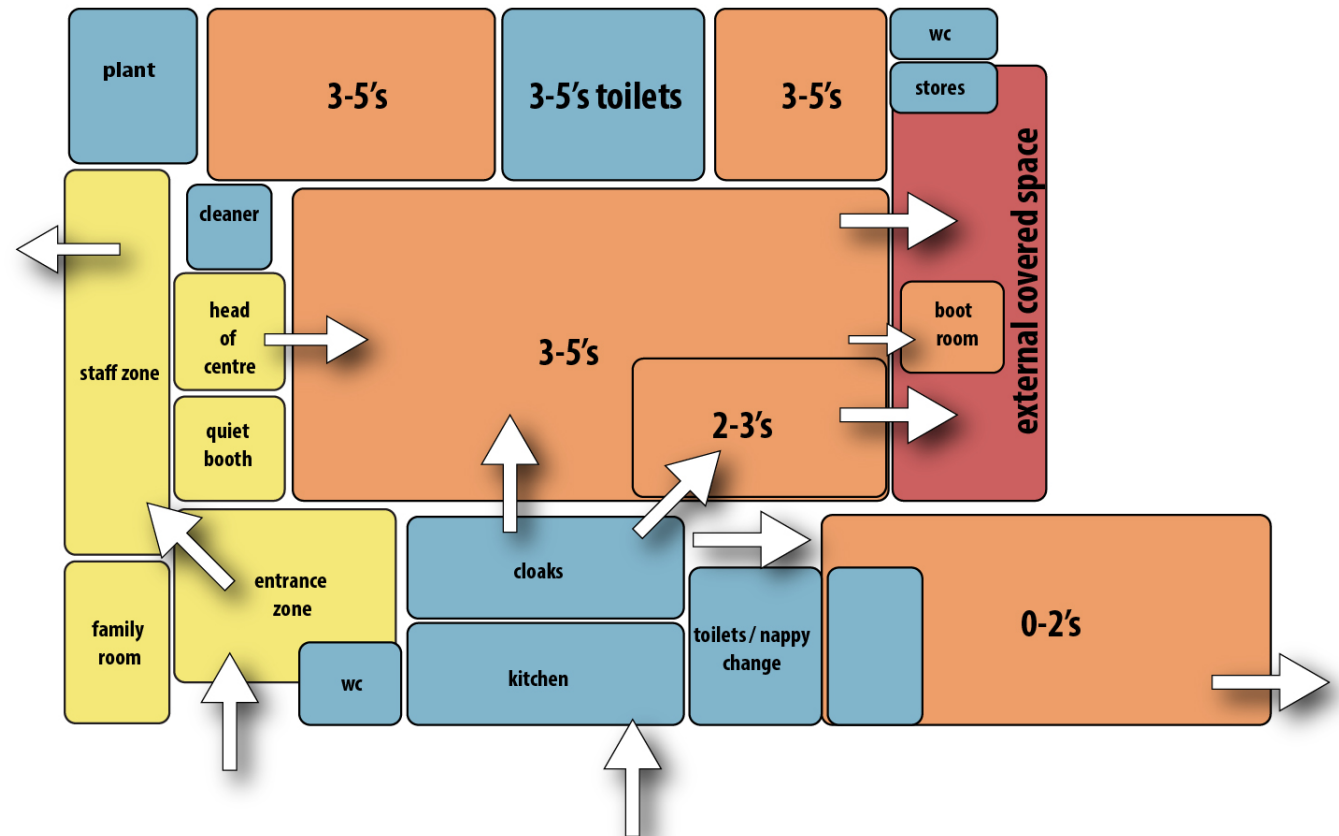 plant
3-5's
3-5's toilets
3-5's
wc
stores
external covered space
cleaner
head
of
centre
boot
room
3-5's
staff zone
quiet
booth
2-3's
entrance
zone
cloaks
family
room
toilets / nappy
change
0-2's
wc
kitchen